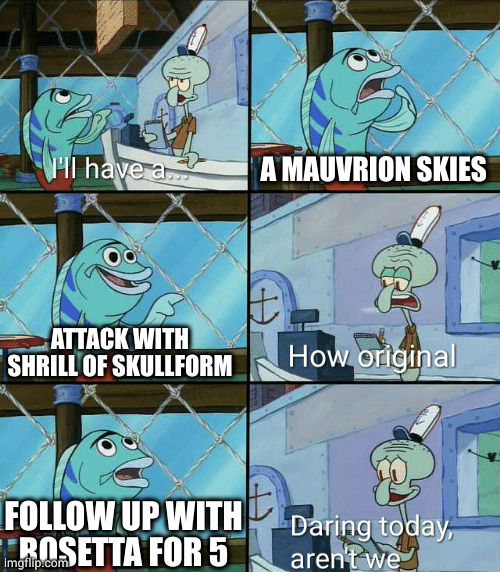 I'll have a...
A MAUVRION SKIES
ATTACK WITH
SHRILL OF SKULLFORM
How original
FOLLOW UP WITH
ROSETTA FOR 5
Daring today,
aren't we
imgflip.com